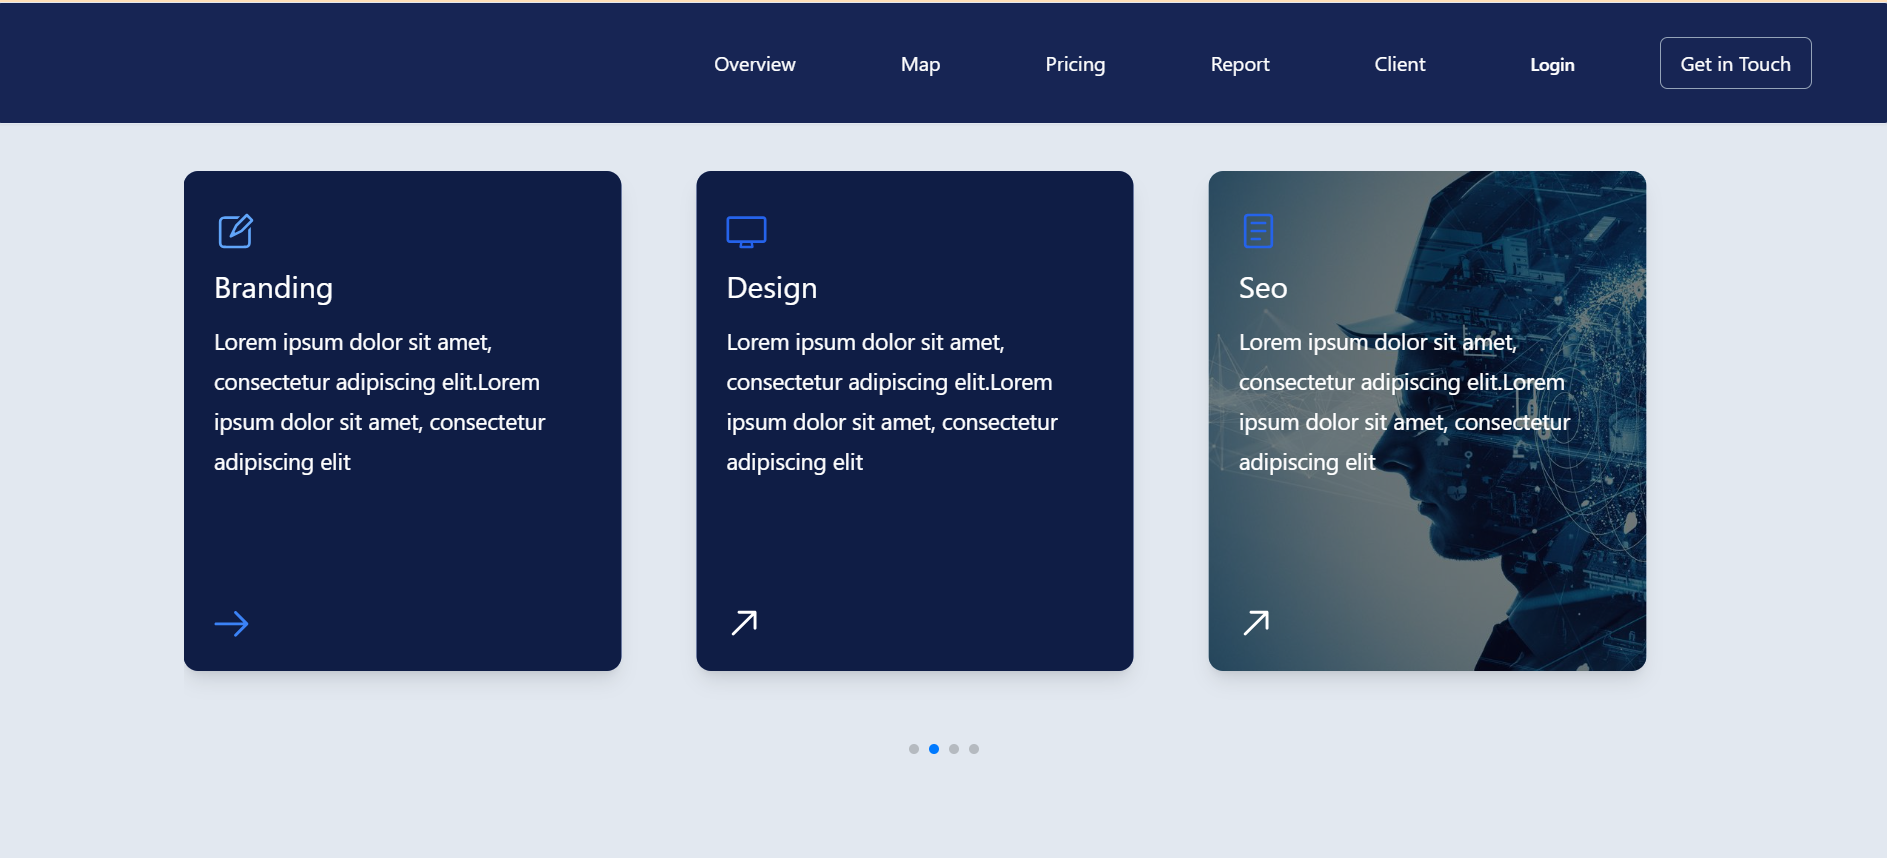 Overview Map Pricing Report Client Login Get in Touch
Branding
Lorem ipsum dolor sit amet,
consectetur adipiscing elit.Lorem
ipsum dolor sit amet, consectetur
adipiscing elit
Design
Lorem ipsum dolor sit amet,
consectetur adipiscing elit.Lorem
ipsum dolor sit amet, consectetur
adipiscing elit
Seo
Lorem ipsum dolor sit amet,
consectetur adipiscing elit.Lorem
ipsum dolor sit amet, consectetur
adipiscing elit